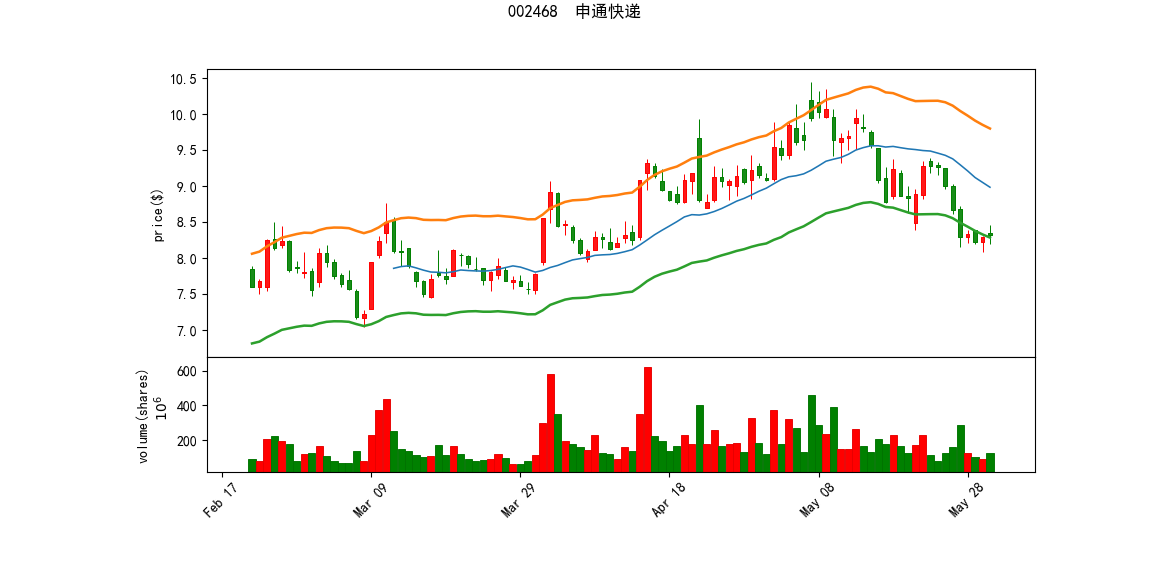 002468 申通快递
price($)
10.5
10.0
9.5
9.0
8.5
8.0
7.5
7.0
volume(shares)
10^6
600
400
200
Feb 17
Mar 09
Mar 29
Apr 18
May 08
May 28